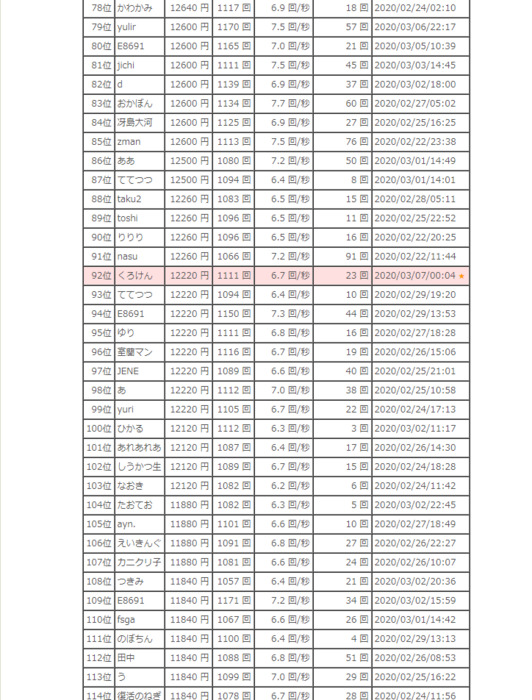 78位 かわかみ 12640 円 1117 回 6.9 回/秒 18 回 2020/02/24/02:10
79位 yulir 12600 円 1170 回 7.5 回/秒 57 回 2020/03/06/22:17
80位 E8691 12600 円 1165 回 7.0 回/秒 21 回 2020/03/05/10:39
81位 jichi 12600 円 1111 回 7.5 回/秒 45 回 2020/03/03/14:45
82位 d 12600 円 1139 回 6.9 回/秒 37 回 2020/03/02/18:00
83位 おかぽん 12600 円 1134 回 7.7 回/秒 60 回 2020/02/27/05:02
84位 冴島大河 12600 円 1125 回 6.9 回/秒 27 回 2020/02/25/16:25
85位 zman 12600 円 1113 回 7.5 回/秒 76 回 2020/02/22/23:38
86位 ああ 12500 円 1080 回 7.2 回/秒 50 回 2020/03/01/14:49
87位 ててつつ 12500 円 1094 回 6.4 回/秒 8 回 2020/03/01/14:01
88位 taku2 12260 円 1083 回 6.5 回/秒 15 回 2020/02/28/05:11
89位 toshi 12260 円 1096 回 6.5 回/秒 11 回 2020/02/25/22:52
90位 りりり 12260 円 1096 回 6.5 回/秒 16 回 2020/02/22/20:25
91位 nasu 12260 円 1066 回 7.2 回/秒 91 回 2020/02/22/11:44
92位 くろけん 12220 円 1111 回 6.7 回/秒 23 回 2020/03/07/00:04 ★
93位 ててつつ 12220 円 1094 回 6.4 回/秒 10 回 2020/02/29/19:20
94位 E8691 12220 円 1150 回 7.3 回/秒 44 回 2020/02/29/13:53
95位 ゆり 12220 円 1111 回 6.8 回/秒 16 回 2020/02/28/18:28
96位 室蘭マン 12220 円 1116 回 6.7 回/秒 19 回 2020/02/26/15:06
97位 JENE 12220 円 1089 回 6.6 回/秒 40 回 2020/02/25/21:01
98位 あ 12220 円 1112 回 7.0 回/秒 38 回 2020/02/25/10:58
99位 yuri 12220 円 1105 回 6.7 回/秒 22 回 2020/02/24/17:13
100位 ひかる 12120 円 1112 回 6.3 回/秒 3 回 2020/03/02/11:17
101位 あれあれあ 12120 円 1087 回 6.4 回/秒 17 回 2020/02/26/14:30
102位 しうかつ生 12120 円 1089 回 6.7 回/秒 15 回 2020/02/24/18:28
103位 なおき 12120 円 1082 回 6.2 回/秒 6 回 2020/02/24/11:42
104位 たおてお 11880 円 1082 回 6.3 回/秒 5 回 2020/03/02/22:45
105位 ayn. 11880 円 1101 回 6.6 回/秒 10 回 2020/02/27/18:49
106位 えいきんぐ 11880 円 1091 回 6.8 回/秒 27 回 2020/02/26/22:27
107位 カニクリ子 11880 円 1081 回 6.6 回/秒 24 回 2020/02/26/10:07
108位 つきみ 11840 円 1057 回 6.4 回/秒 21 回 2020/03/02/20:36
109位 E8691 11840 円 1171 回 7.2 回/秒 34 回 2020/03/02/15:59
110位 fsga 11840 円 1067 回 6.6 回/秒 26 回 2020/03/01/14:42
111位 のぼちん 11840 円 1100 回 6.4 回/秒 4 回 2020/02/29/13:13
112位 田中 11840 円 1088 回 6.8 回/秒 51 回 2020/02/26/08:53
113位 う 11840 円 1099 回 7.0 回/秒 29 回 2020/02/25/16:22
114位 復活のねぎ 11840 円 1078 回 6.7 回/秒 28 回 2020/02/24/11:56